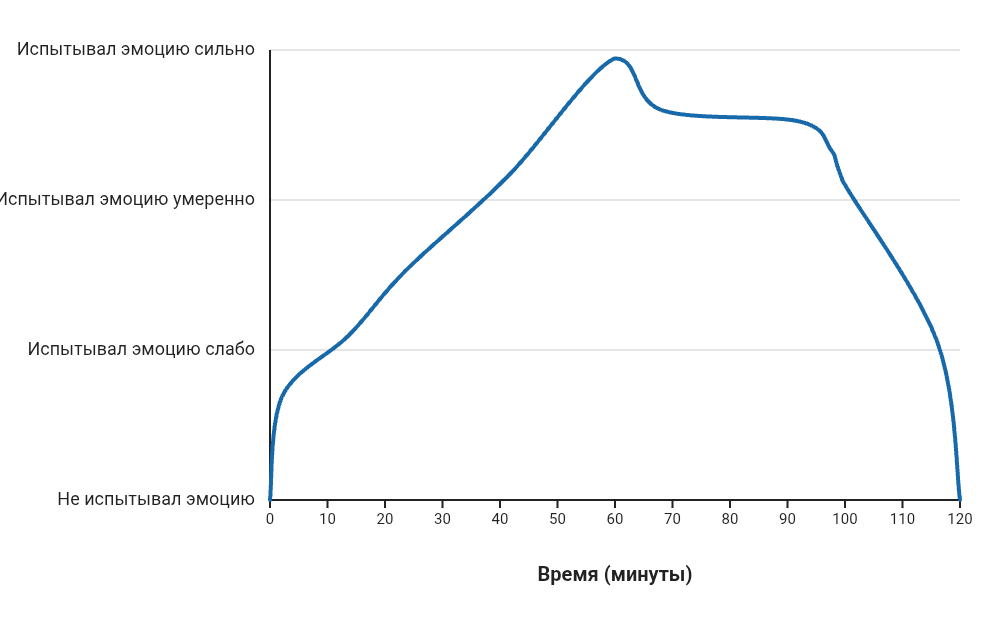 Испытывал эмоцию сильно
Испытывал эмоцию умеренно
Испытывал эмоцию слабо
Не испытывал эмоцию
0 10 20 30 40 50 60 70 80 90 100 110 120
Время (минуты)